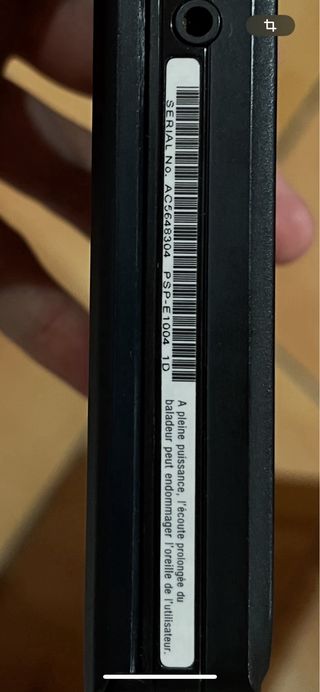 SERIAL No. AC5648304 PSP-E1004 1D
A pleine puissance, l'écoute prolongée du
baladeur peut endommager l'oreille de l'utilisateur.